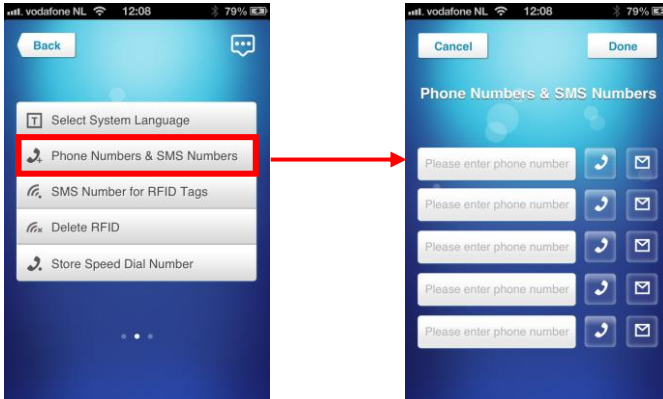 vodafone NL 12:08 79%
Back
Select System Language
Phone Numbers & SMS Numbers
SMS Number for RFID Tags
Delete RFID
Store Speed Dial Number
vodafone NL 12:08 79%
Cancel Done
Phone Numbers & SMS Numbers
Please enter phone number
Please enter phone number
Please enter phone number
Please enter phone number
Please enter phone number